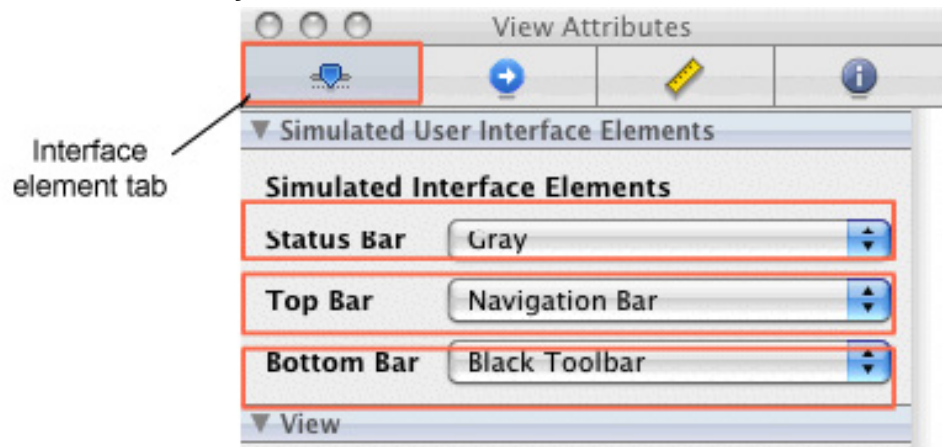 View Attributes
Interface
element tab
Simulated User Interface Elements
Simulated Interface Elements
Status Bar Gray
Top Bar Navigation Bar
Bottom Bar Black Toolbar
View